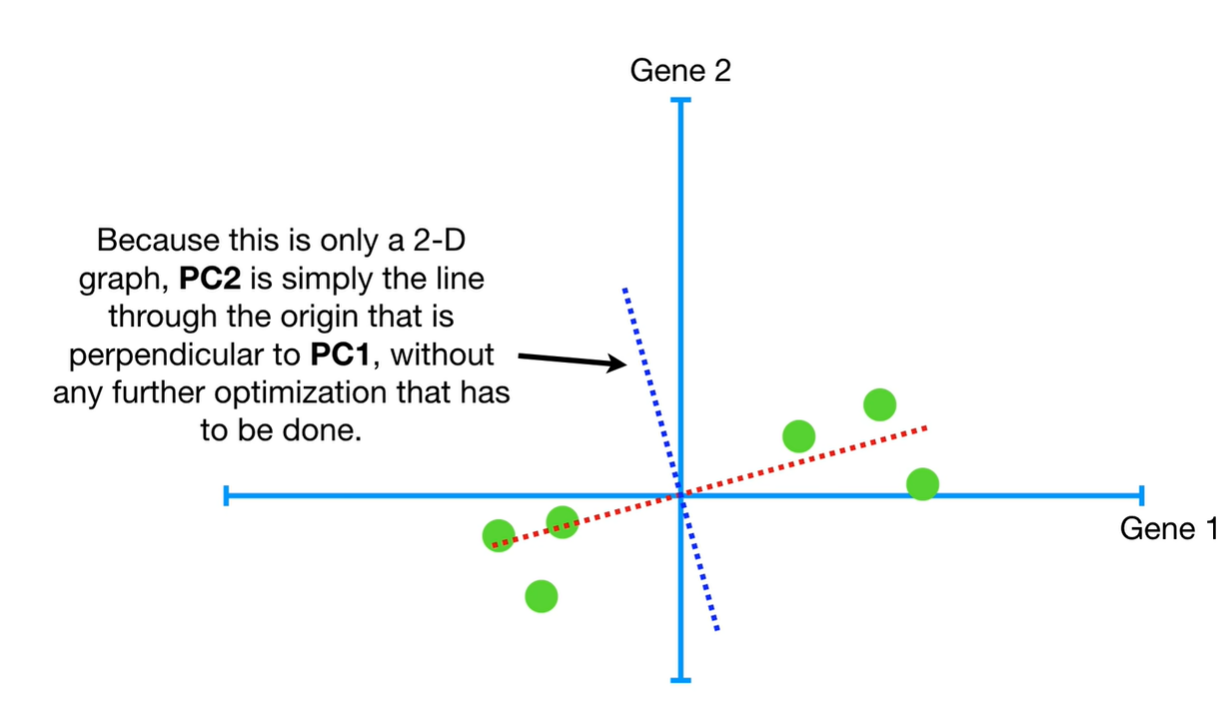 Gene 2
Because this is only a 2-D
graph, PC2 is simply the line
through the origin that is
perpendicular to PC1, without
any further optimization that has
to be done.
Gene 1